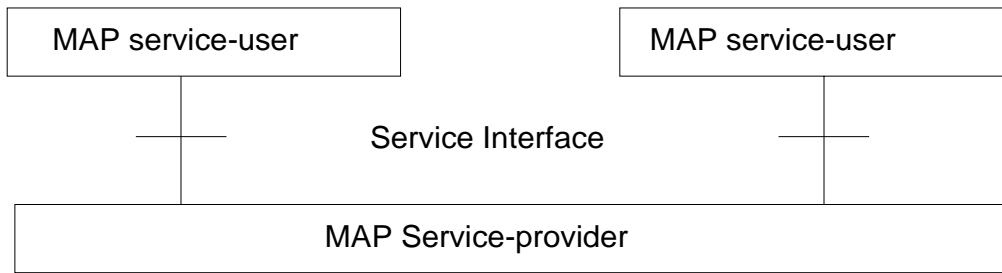 MAP service-user
MAP service-user
Service Interface
MAP Service-provider